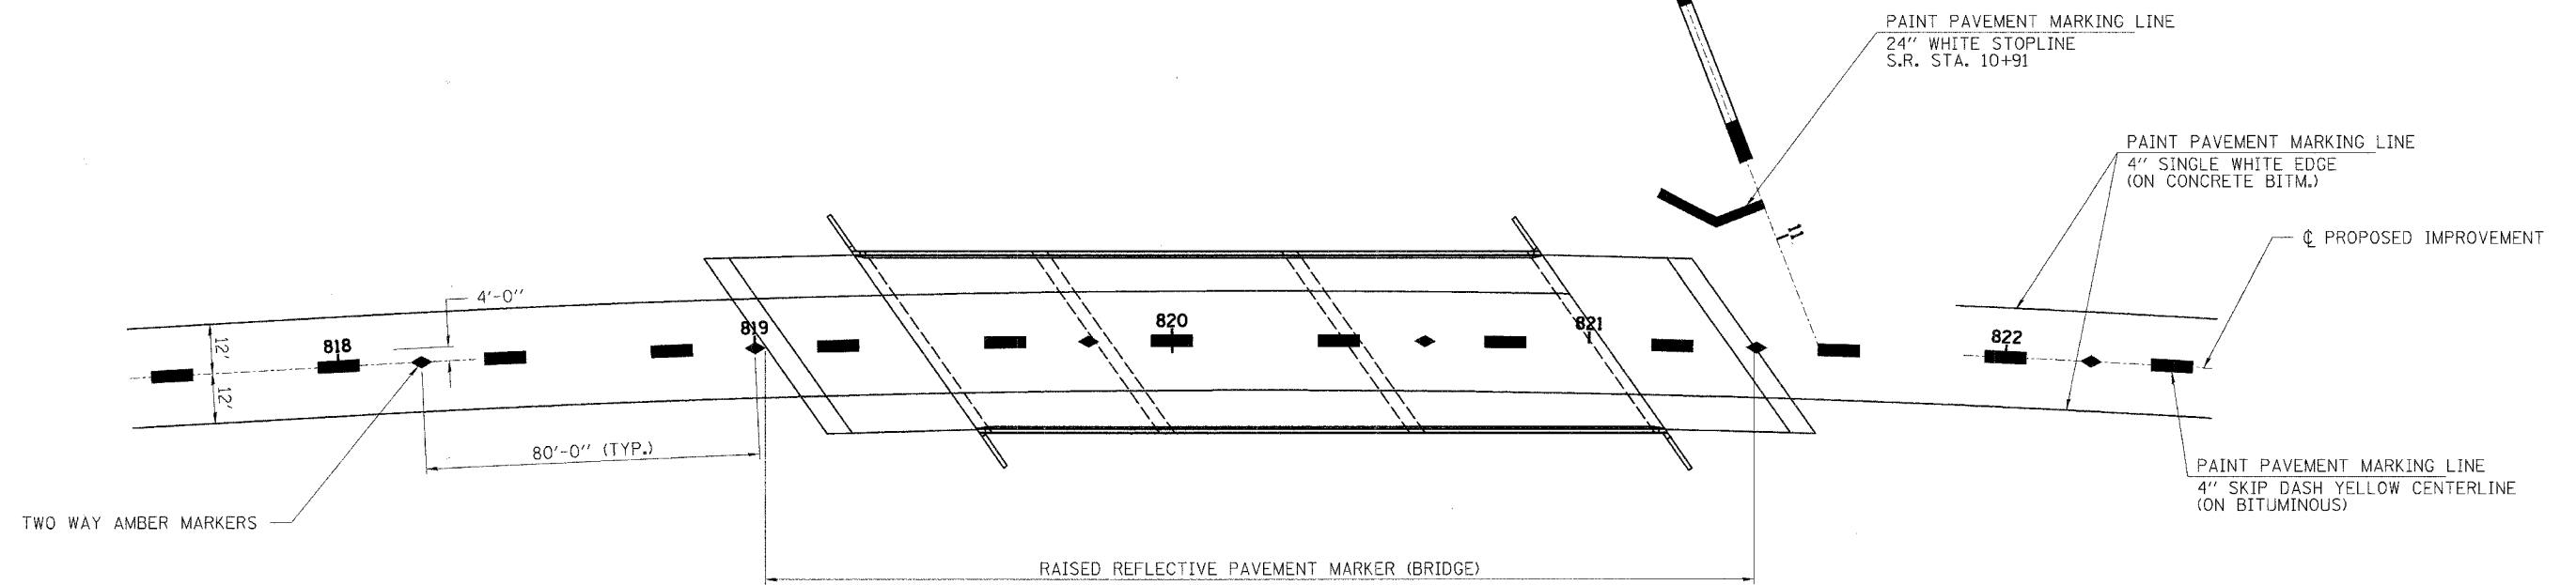 PAINT PAVEMENT MARKING LINE
24" WHITE STOPLINE
S.R. STA. 10+91
PAINT PAVEMENT MARKING LINE
4" SINGLE WHITE EDGE
(ON CONCRETE BITM.)
11
℄ PROPOSED IMPROVEMENT
4'-0"
818
819
820
821
822
12'
12'
80'-0" (TYP.)
TWO WAY AMBER MARKERS
PAINT PAVEMENT MARKING LINE
4" SKIP DASH YELLOW CENTERLINE
(ON BITUMINOUS)
RAISED REFLECTIVE PAVEMENT MARKER (BRIDGE)